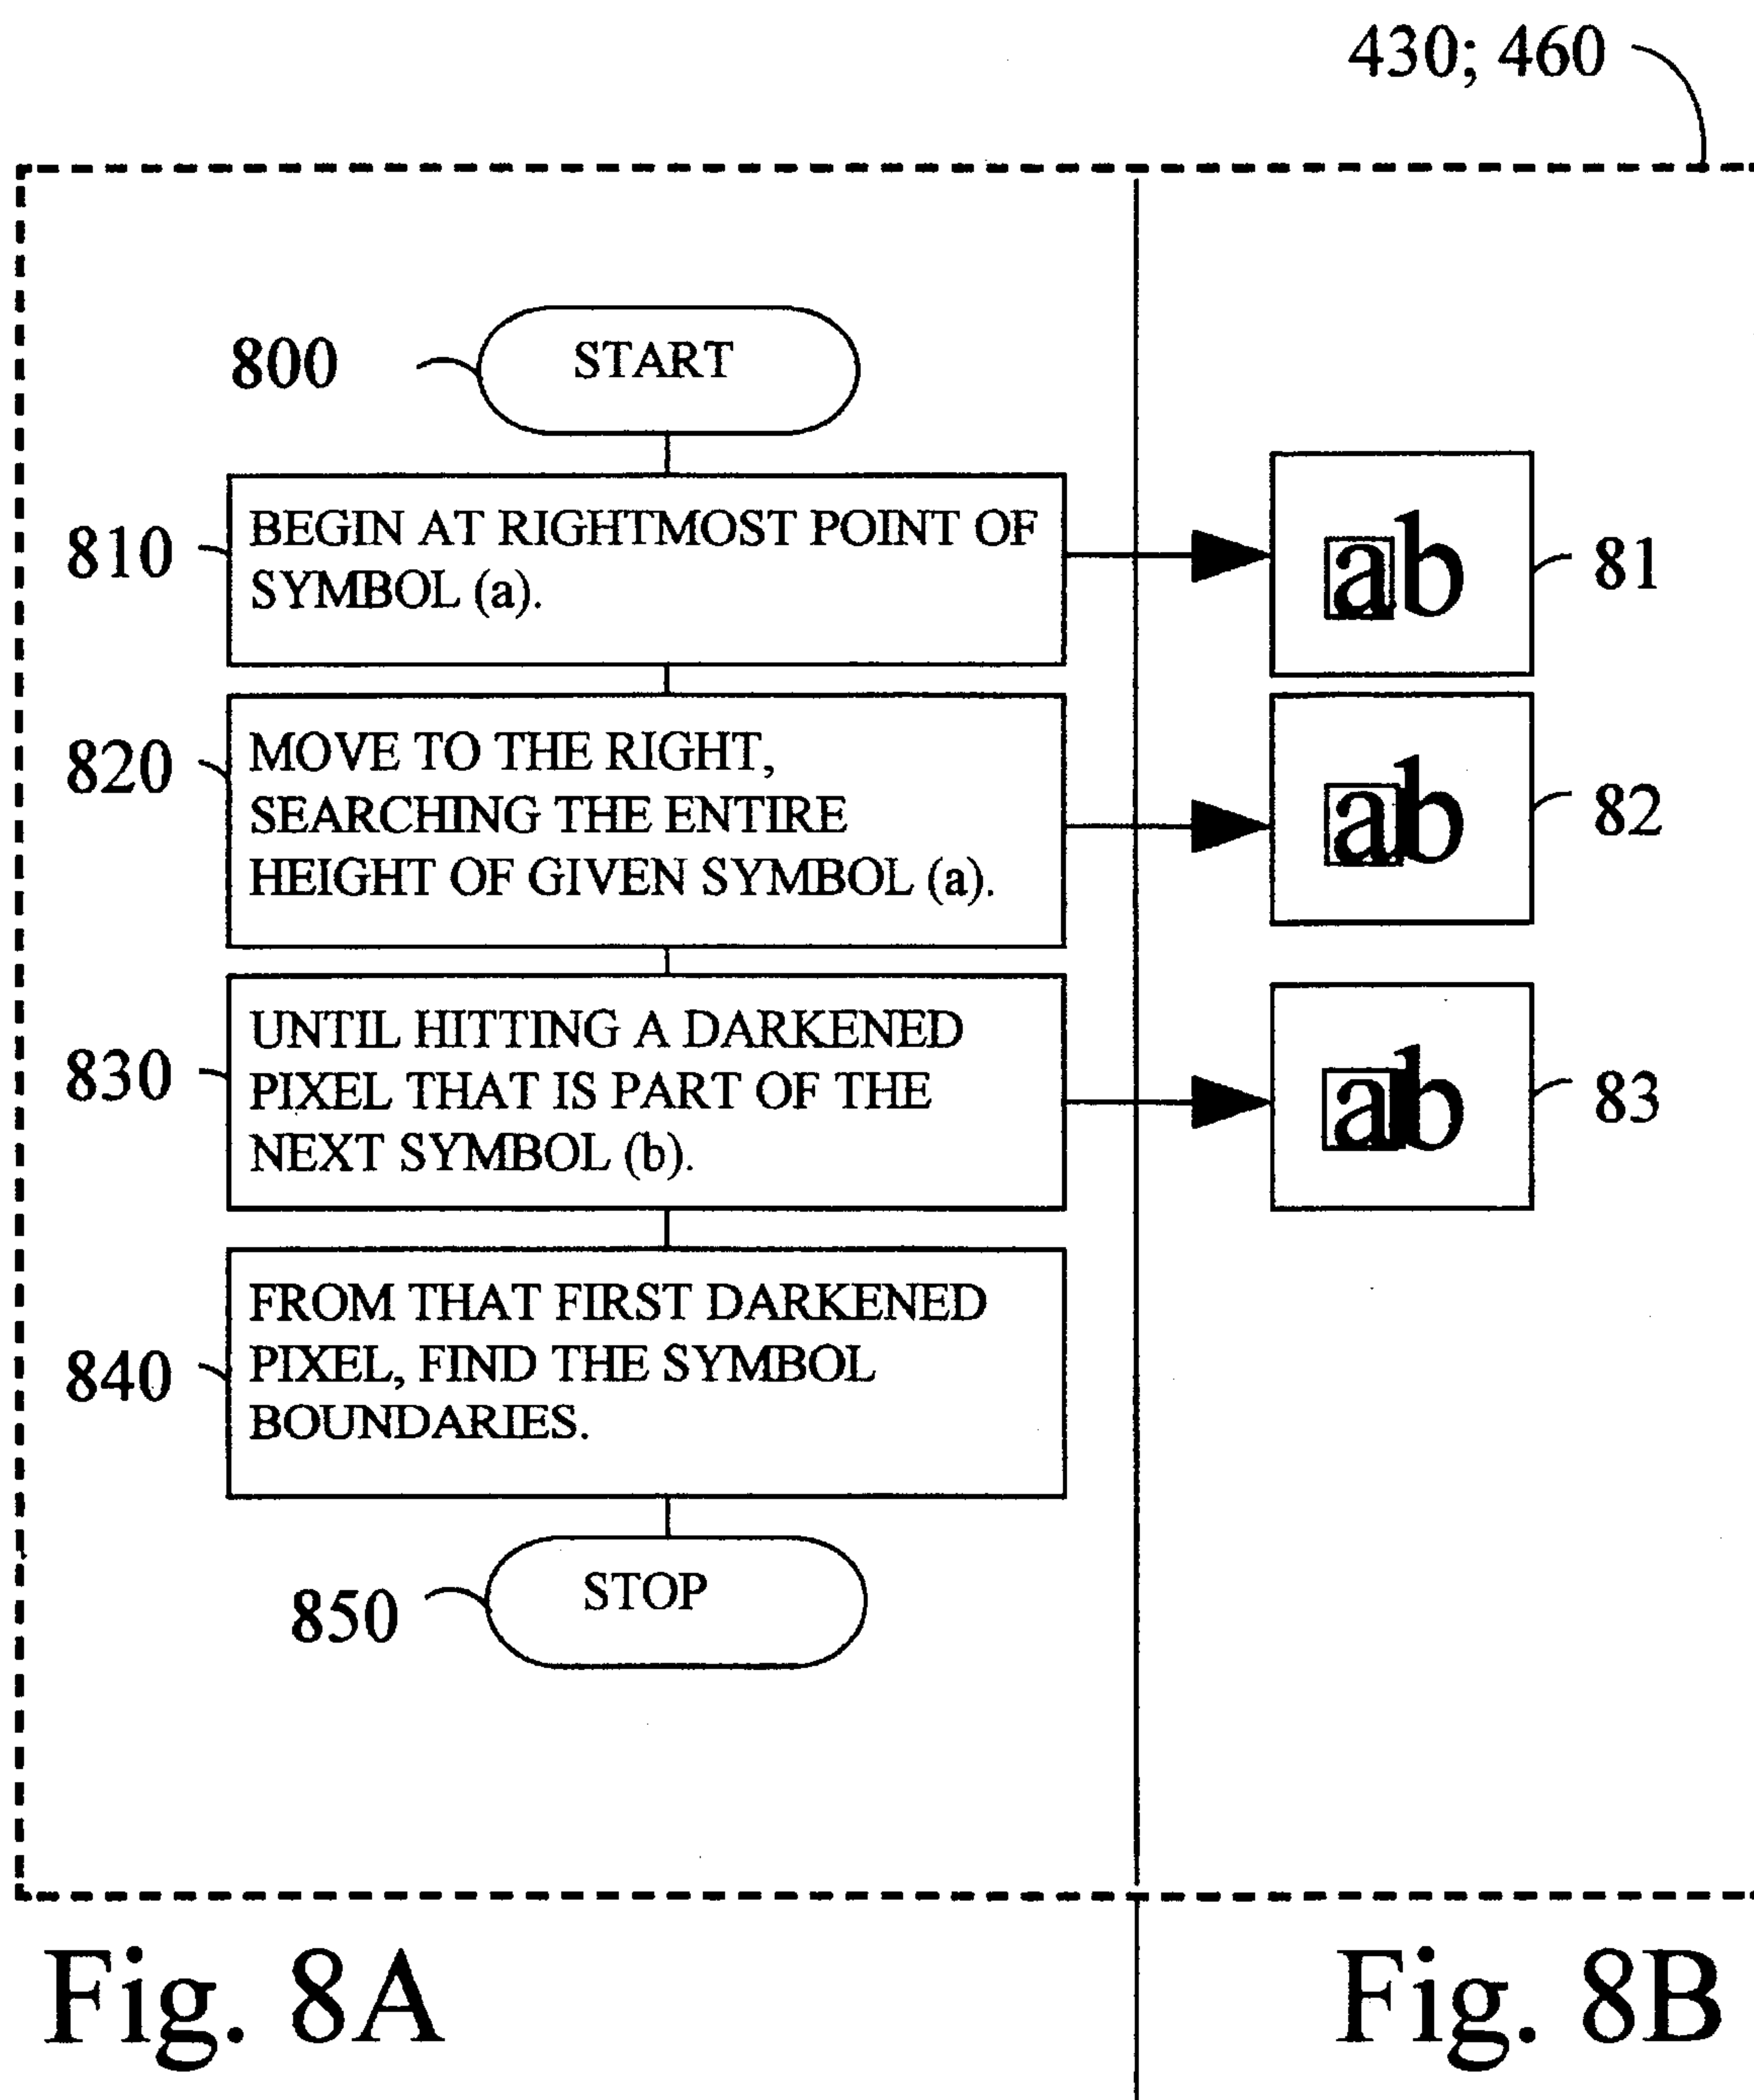 430; 460
800 START
810 BEGIN AT RIGHTMOST POINT OF
SYMBOL (a).
ab 81
820 MOVE TO THE RIGHT,
SEARCHING THE ENTIRE
HEIGHT OF GIVEN SYMBOL (a).
ab 82
830 UNTIL HITTING A DARKENED
PIXEL THAT IS PART OF THE
NEXT SYMBOL (b).
ab 83
840 FROM THAT FIRST DARKENED
PIXEL, FIND THE SYMBOL
BOUNDARIES.
850 STOP
Fig. 8A
Fig. 8B